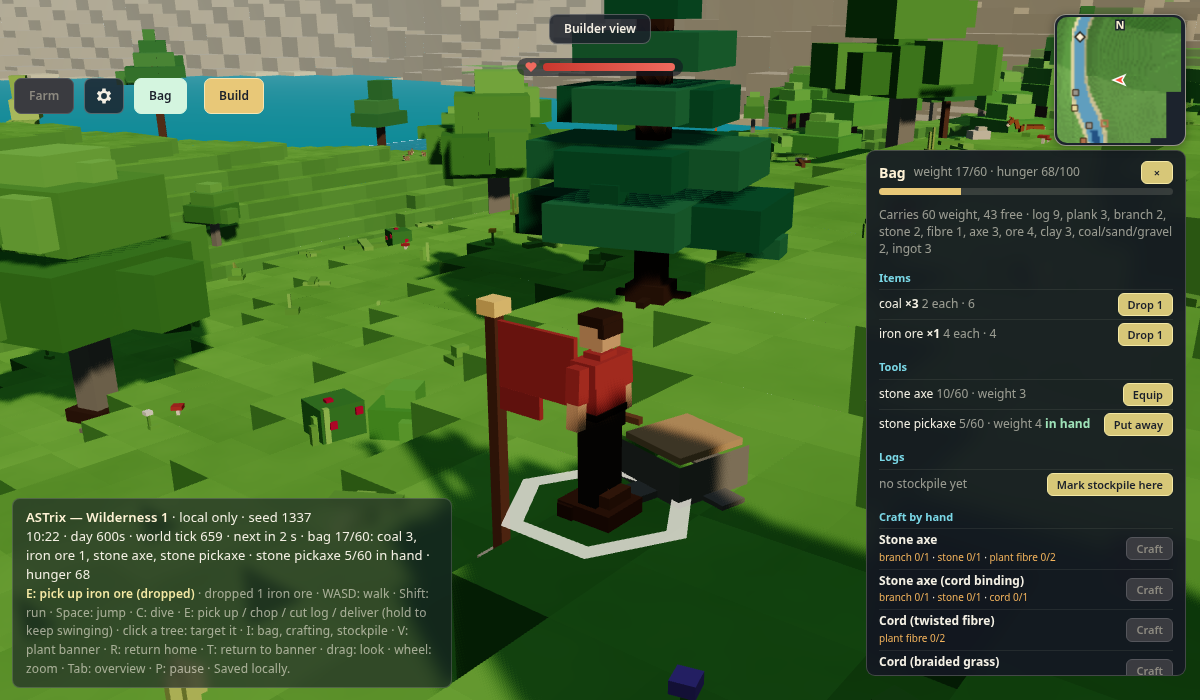 Builder view
N
Farm
Bag
Build
Bag weight 17/60 · hunger 68/100
×
Carries 60 weight, 43 free · log 9, plank 3, branch 2,
stone 2, fibre 1, axe 3, ore 4, clay 3, coal/sand/gravel
2, ingot 3
Items
coal ×3 2 each · 6
Drop 1
iron ore ×1 4 each · 4
Drop 1
Tools
stone axe 10/60 · weight 3
Equip
stone pickaxe 5/60 · weight 4 in hand
Put away
Logs
no stockpile yet
Mark stockpile here
Craft by hand
Stone axe
branch 0/1 · stone 0/1 · plant fibre 0/2
Craft
Stone axe (cord binding)
branch 0/1 · stone 0/1 · cord 0/1
Craft
Cord (twisted fibre)
plant fibre 0/2
Craft
Cord (braided grass)
Craft
ASTrix — Wilderness 1 · local only · seed 1337
10:22 · day 600s · world tick 659 · next in 2 s · bag 17/60: coal 3,
iron ore 1, stone axe, stone pickaxe · stone pickaxe 5/60 in hand ·
hunger 68
E: pick up iron ore (dropped) · dropped 1 iron ore · WASD: walk · Shift:
run · Space: jump · C: dive · E: pick up / chop / cut log / deliver (hold to
keep swinging) · click a tree: target it · I: bag, crafting, stockpile · V:
plant banner · R: return home · T: return to banner · drag: look · wheel:
zoom · Tab: overview · P: pause · Saved locally.